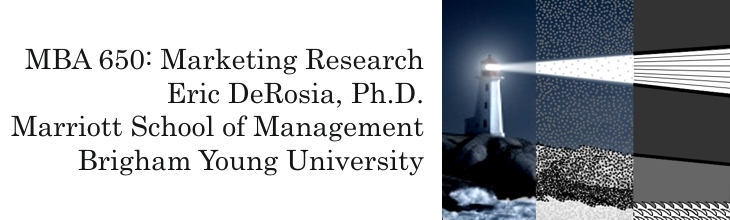 MBA 650: Marketing Research
Eric DeRosia, Ph.D.
Marriott School of Management
Brigham Young University